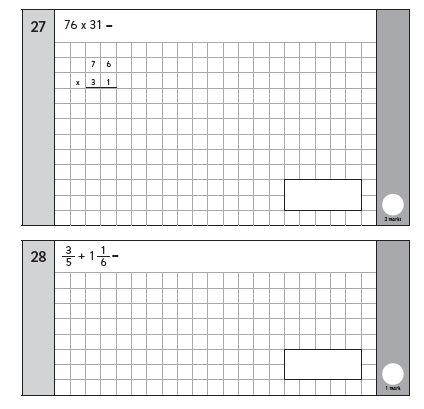 27
76 x 31 =
7 6
x 3 1
2 marks
28
3/5 + 1 1/6 =
1 mark